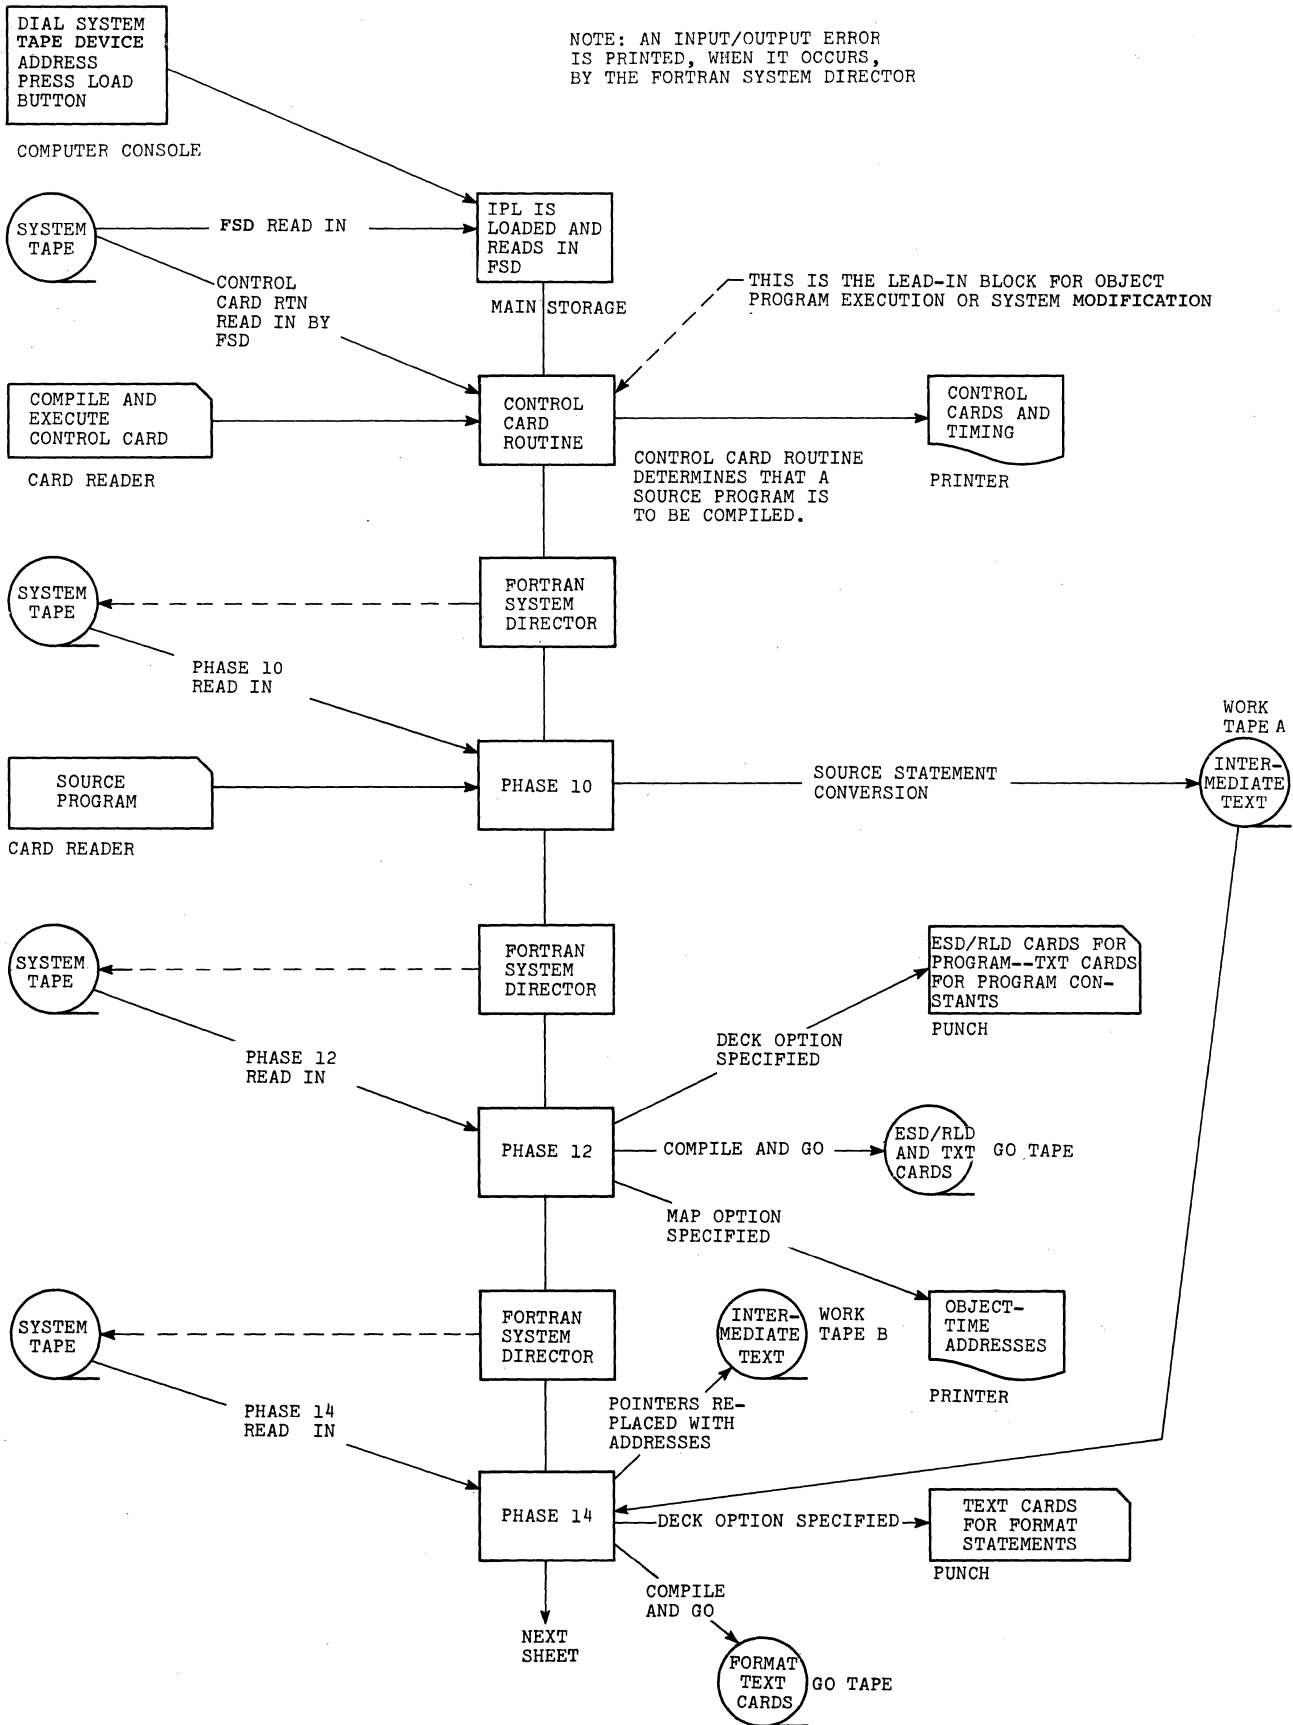 DIAL SYSTEM
TAPE DEVICE
ADDRESS
PRESS LOAD
BUTTON
COMPUTER CONSOLE
NOTE: AN INPUT/OUTPUT ERROR
IS PRINTED, WHEN IT OCCURS,
BY THE FORTRAN SYSTEM DIRECTOR
SYSTEM
TAPE
FSD READ IN
IPL IS
LOADED AND
READS IN
FSD
MAIN STORAGE
CONTROL
CARD RTN
READ IN BY
FSD
THIS IS THE LEAD-IN BLOCK FOR OBJECT
PROGRAM EXECUTION OR SYSTEM MODIFICATION
COMPILE AND
EXECUTE
CONTROL CARD
CARD READER
CONTROL
CARD
ROUTINE
CONTROL CARD ROUTINE
DETERMINES THAT A
SOURCE PROGRAM IS
TO BE COMPILED.
CONTROL
CARDS AND
TIMING
PRINTER
SYSTEM
TAPE
FORTRAN
SYSTEM
DIRECTOR
PHASE 10
READ IN
SOURCE
PROGRAM
CARD READER
PHASE 10
SOURCE STATEMENT
CONVERSION
WORK
TAPE A
INTER-
MEDIATE
TEXT
SYSTEM
TAPE
FORTRAN
SYSTEM
DIRECTOR
PHASE 12
READ IN
ESD/RLD CARDS FOR
PROGRAM--TXT CARDS
FOR PROGRAM CON-
STANTS
PUNCH
DECK OPTION
SPECIFIED
PHASE 12
COMPILE AND GO
ESD/RLD
AND TXT
CARDS
GO TAPE
MAP OPTION
SPECIFIED
OBJECT-
TIME
ADDRESSES
PRINTER
SYSTEM
TAPE
FORTRAN
SYSTEM
DIRECTOR
INTER-
MEDIATE
TEXT
WORK
TAPE B
PHASE 14
READ IN
POINTERS RE-
PLACED WITH
ADDRESSES
PHASE 14
DECK OPTION SPECIFIED
TEXT CARDS
FOR FORMAT
STATEMENTS
PUNCH
COMPILE
AND GO
NEXT
SHEET
FORMAT
TEXT
CARDS
GO TAPE